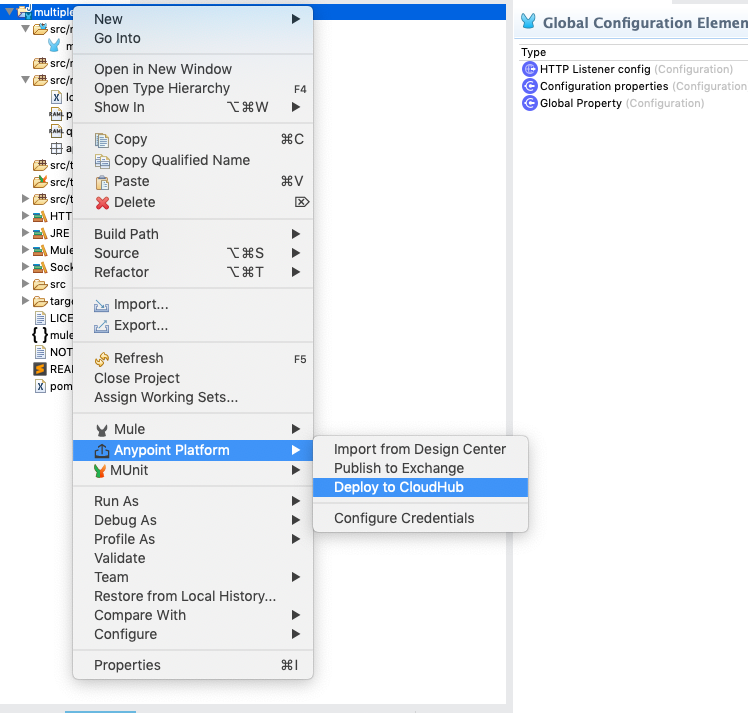 multiple
New
Go Into
Open in New Window
Open Type Hierarchy F4
Show In ⌥⌘W
Copy ⌘C
Copy Qualified Name
Paste ⌘V
Delete ⌦
Build Path
Source ⌥⌘S
Refactor ⌥⌘T
Import...
Export...
Refresh F5
Close Project
Assign Working Sets...
Mule
Anypoint Platform
MUnit
Run As
Debug As
Profile As
Validate
Team
Restore from Local History...
Compare With
Configure
Properties ⌘I
Import from Design Center
Publish to Exchange
Deploy to CloudHub
Configure Credentials
src/
src/
src/
src/t
src/t
src/t
HTT
JRE
Mule
Sock
src
targe
LICE
mule
NOT
REA
pom
Global Configuration Elemen
Type
HTTP Listener config (Configuration)
Configuration properties (Configuration
Global Property (Configuration)